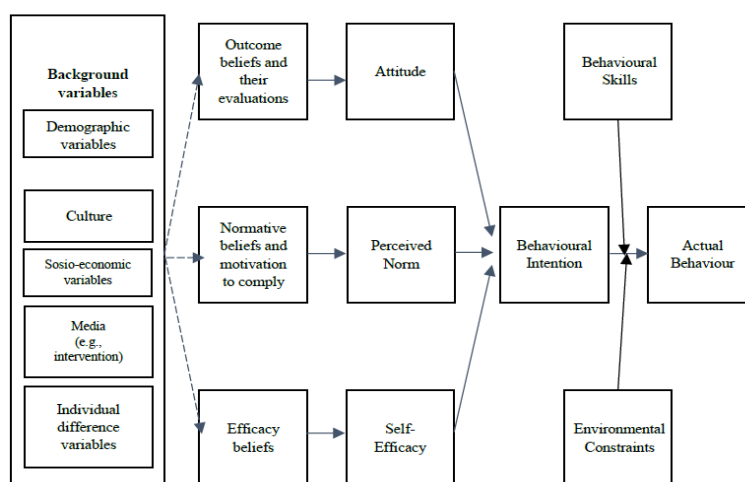 Background
variables
Demographic
variables
Culture
Sosio-economic
variables
Media
(e.g.,
intervention)
Individual
difference
variables
Outcome
beliefs and
their
evaluations
Attitude
Normative
beliefs and
motivation
to comply
Perceived
Norm
Efficacy
beliefs
Self-
Efficacy
Behavioural
Intention
Behavioural
Skills
Environmental
Constraints
Actual
Behaviour